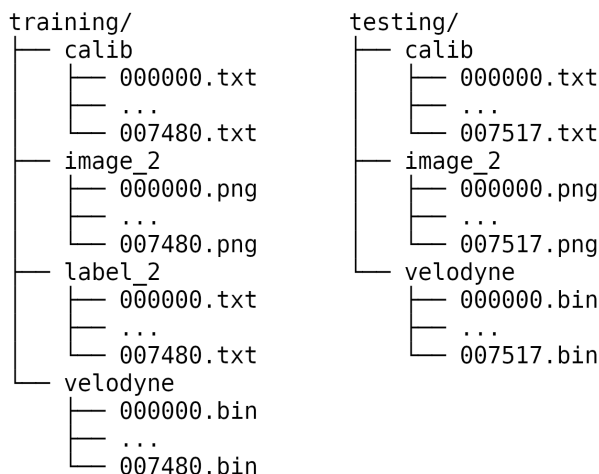 training/
├── calib
│   ├── 000000.txt
│   ├── ...
│   └── 007480.txt
├── image_2
│   ├── 000000.png
│   ├── ...
│   └── 007480.png
├── label_2
│   ├── 000000.txt
│   ├── ...
│   └── 007480.txt
└── velodyne
    ├── 000000.bin
    ├── ...
    └── 007480.bin
testing/
├── calib
│   ├── 000000.txt
│   ├── ...
│   └── 007517.txt
├── image_2
│   ├── 000000.png
│   ├── ...
│   └── 007517.png
└── velodyne
    ├── 000000.bin
    ├── ...
    └── 007517.bin